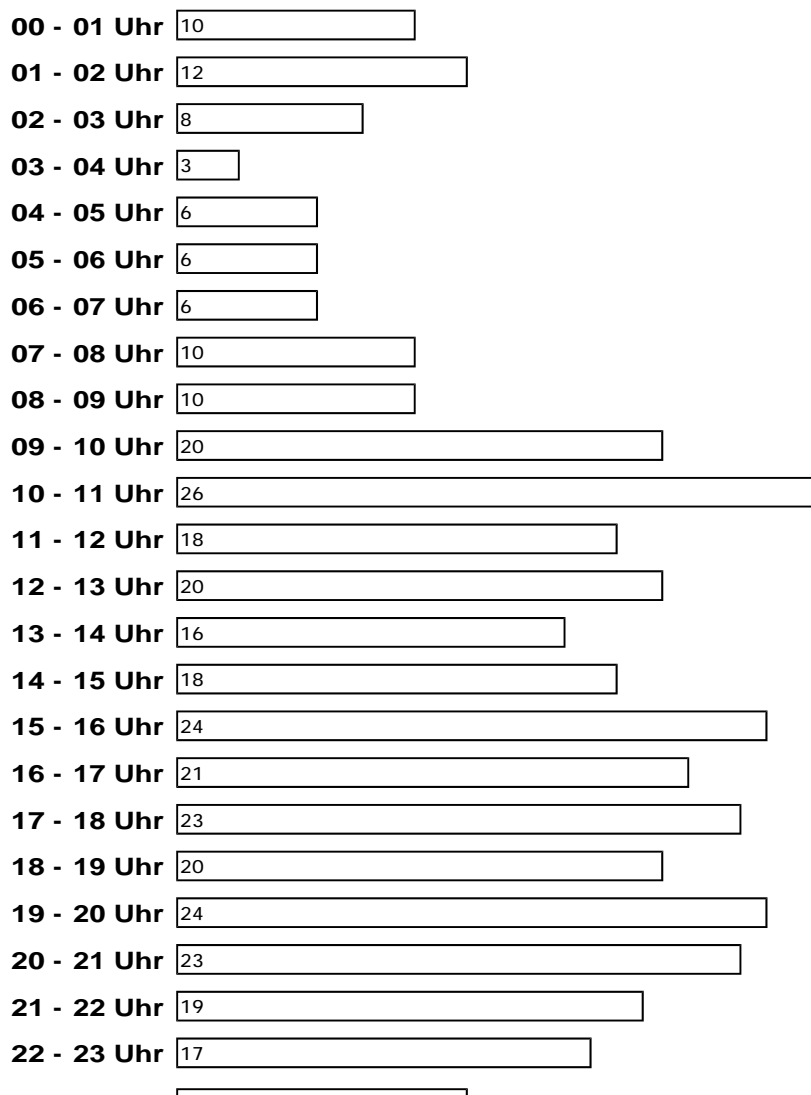 00 - 01 Uhr 10
01 - 02 Uhr 12
02 - 03 Uhr 8
03 - 04 Uhr 3
04 - 05 Uhr 6
05 - 06 Uhr 6
06 - 07 Uhr 6
07 - 08 Uhr 10
08 - 09 Uhr 10
09 - 10 Uhr 20
10 - 11 Uhr 26
11 - 12 Uhr 18
12 - 13 Uhr 20
13 - 14 Uhr 16
14 - 15 Uhr 18
15 - 16 Uhr 24
16 - 17 Uhr 21
17 - 18 Uhr 23
18 - 19 Uhr 20
19 - 20 Uhr 24
20 - 21 Uhr 23
21 - 22 Uhr 19
22 - 23 Uhr 17